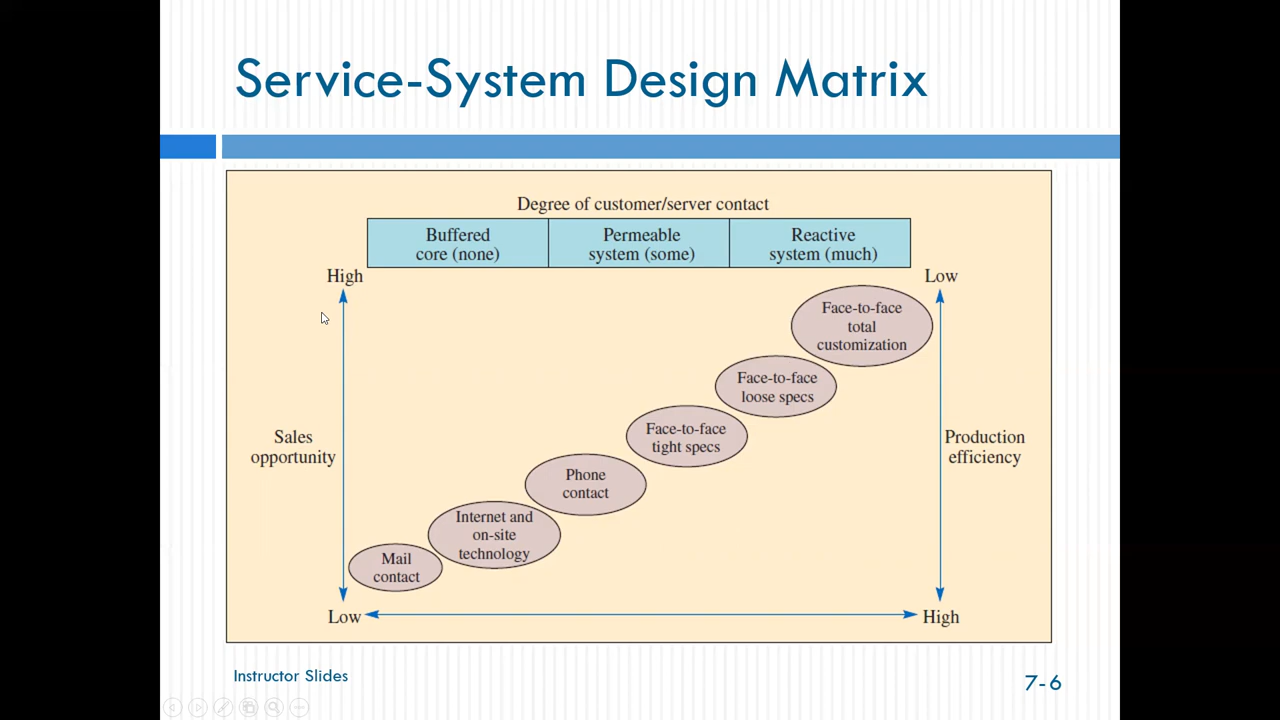 Service-System Design Matrix
Degree of customer/server contact
Buffered
core (none)
Permeable
system (some)
Reactive
system (much)
High
Low
Face-to-face
total
customization
Face-to-face
loose specs
Face-to-face
tight specs
Sales
opportunity
Production
efficiency
Phone
contact
Internet and
on-site
technology
Mail
contact
Low
High
Instructor Slides
7-6